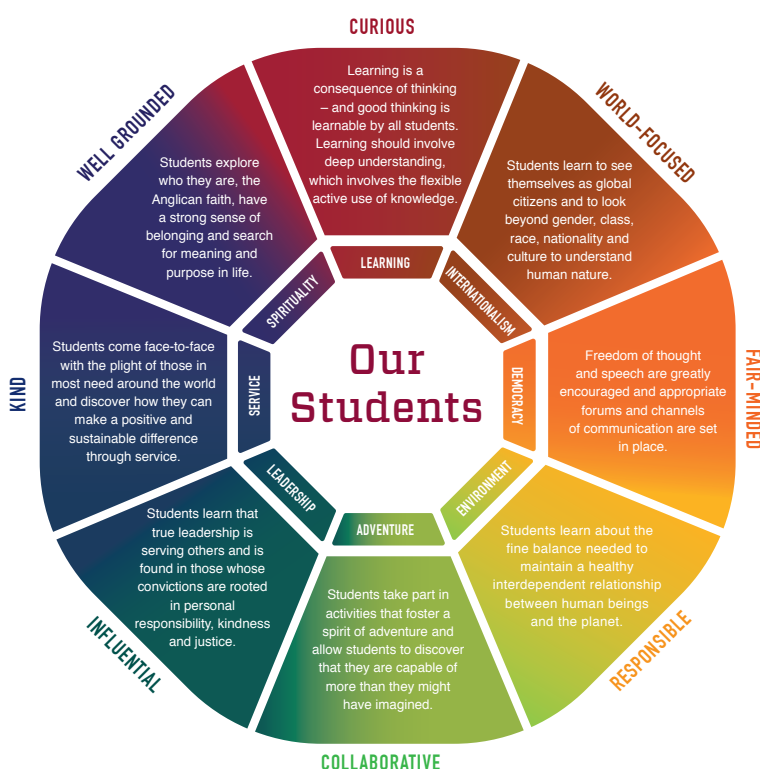 Our
Students
CURIOUS
Learning is a
consequence of thinking
– and good thinking is
learnable by all students.
Learning should involve
deep understanding,
which involves the flexible
active use of knowledge.
LEARNING
WORLD-FOCUSED
Students learn to see
themselves as global
citizens and to look
beyond gender, class,
race, nationality and
culture to understand
human nature.
INTERNATIONALISM
FAIR-MINDED
Freedom of thought
and speech are greatly
encouraged and appropriate
forums and channels
of communication are set
in place.
DEMOCRACY
RESPONSIBLE
Students learn about the
fine balance needed to
maintain a healthy
interdependent relationship
between human beings
and the planet.
ENVIRONMENT
COLLABORATIVE
Students take part in
activities that foster a
spirit of adventure and
allow students to discover
that they are capable of
more than they might
have imagined.
ADVENTURE
INFLUENTIAL
Students learn that
true leadership is
serving others and is
found in those whose
convictions are rooted
in personal
responsibility, kindness
and justice.
LEADERSHIP
KIND
Students come face-to-face
with the plight of those in
most need around the world
and discover how they can
make a positive and
sustainable difference
through service.
SERVICE
WELL GROUNDED
Students explore
who they are, the
Anglican faith, have
a strong sense of
belonging and search
for meaning and
purpose in life.
SPIRITUALITY